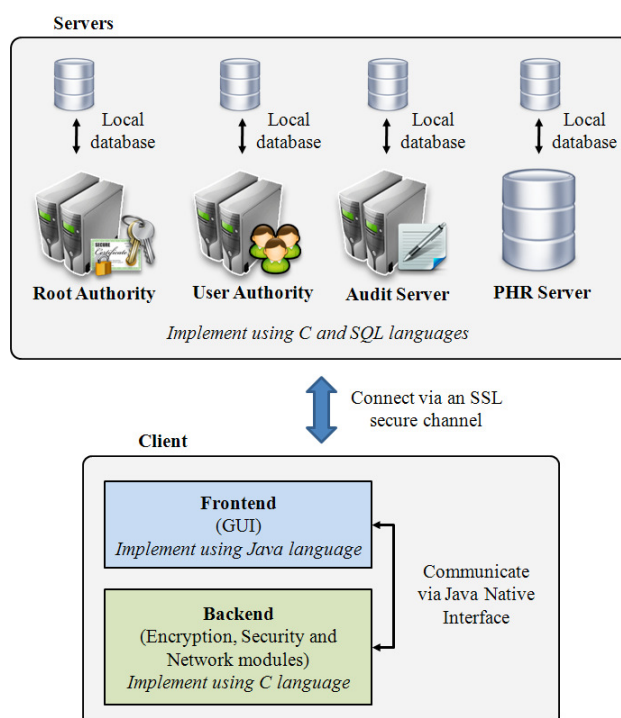 Servers
Local
database
Local
database
Local
database
Local
database
SECURE
Certificate
Root Authority
User Authority
Audit Server
PHR Server
Implement using C and SQL languages
Connect via an SSL
secure channel
Client
Frontend
(GUI)
Implement using Java language
Communicate
via Java Native
Interface
Backend
(Encryption, Security and
Network modules)
Implement using C language